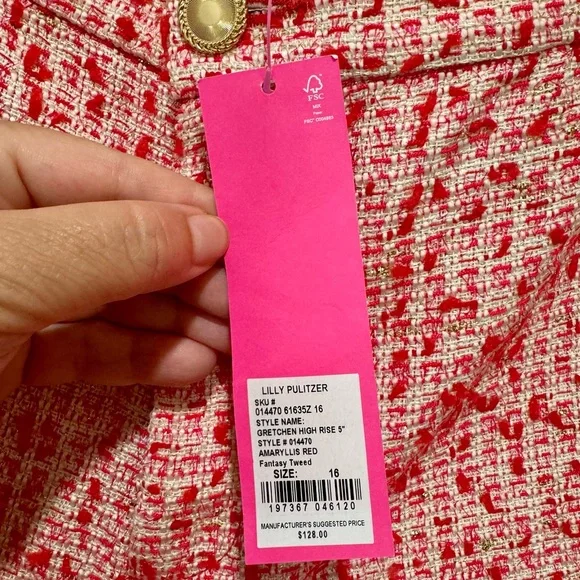 FSC
MIX
LILLY PULITZER
SKU #
014470 61635Z 16
STYLE NAME:
GRETCHEN HIGH RISE 5"
STYLE # 014470
AMARYLLIS RED
Fantasy Tweed
SIZE: 16
197367 046120
MANUFACTURER'S SUGGESTED PRICE
$128.00